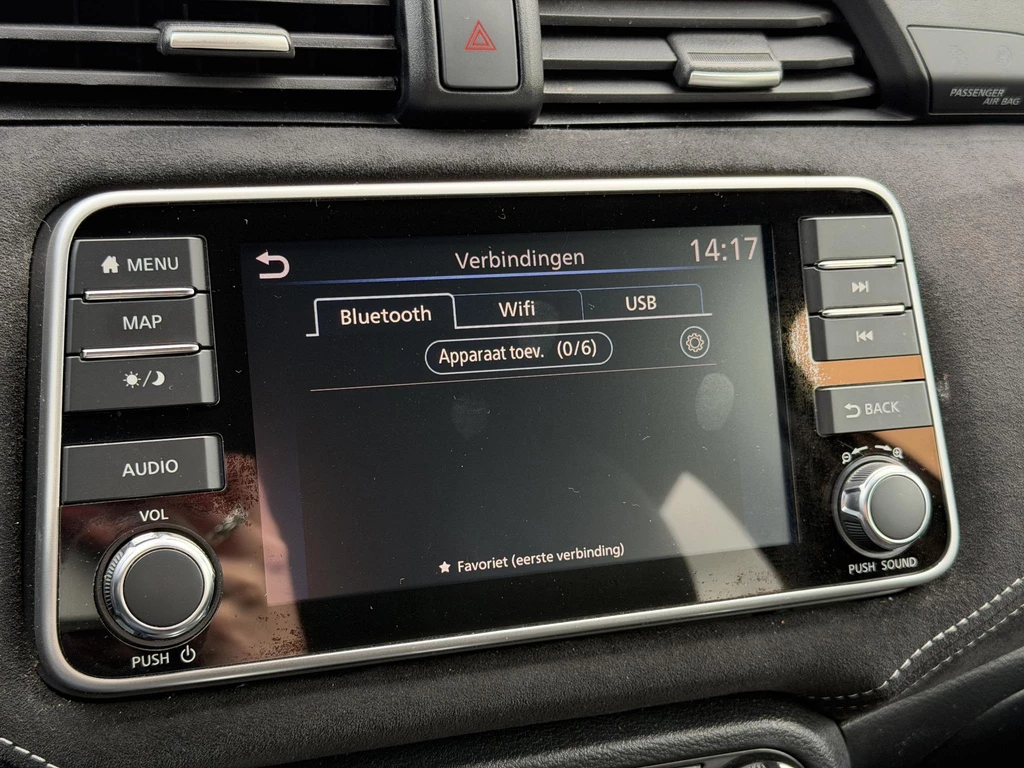 PASSENGER
AIR BAG
MENU
MAP
AUDIO
VOL
PUSH
Verbindingen
14:17
Bluetooth
Wifi
USB
Apparaat toev. (0/6)
Favoriet (eerste verbinding)
BACK
PUSH SOUND